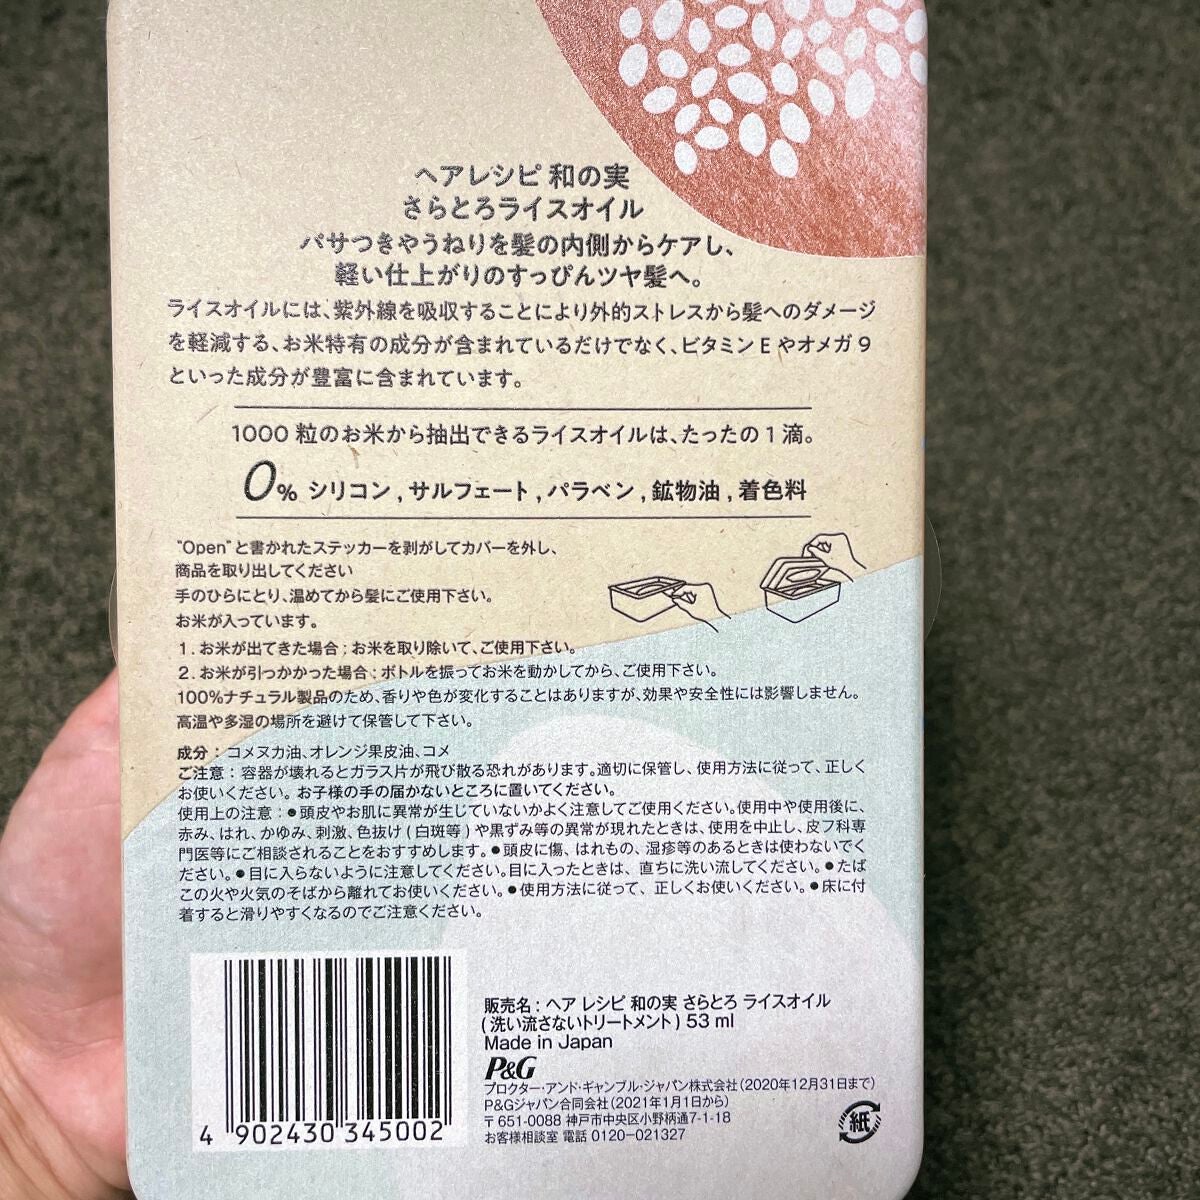 ヘアレシピ 和の実
さらとろライスオイル
パサつきやうねりを髪の内側からケアし、
軽い仕上がりのすっぴんツヤ髪へ。
ライスオイルには、紫外線を吸収することにより外的ストレスから髪へのダメージ
を軽減する、お米特有の成分が含まれているだけでなく、ビタミンEやオメガ9
といった成分が豊富に含まれています。
1000粒のお米から抽出できるライスオイルは、たったの1滴。
0% シリコン, サルフェート, パラベン, 鉱物油, 着色料
"Open"と書かれたステッカーを剥がしてカバーを外し、
商品を取り出してください
手のひらにとり、温めてから髪にご使用下さい。
お米が入っています。
1. お米が出てきた場合: お米を取り除いて、ご使用下さい。
2. お米が引っかかった場合: ボトルを振ってお米を動かしてから、ご使用下さい。
100%ナチュラル製品のため、香りや色が変化することはありますが、効果や安全性には影響しません。
高温や多湿の場所を避けて保管して下さい。
成分: コメヌカ油、オレンジ果皮油、コメ
ご注意: 容器が壊れるとガラス片が飛び散る恐れがあります。適切に保管し、使用方法に従って、正しく
お使いください。お子様の手の届かないところに置いてください。
使用上の注意: ●頭皮やお肌に異常が生じていないかよく注意してご使用ください。使用中や使用後に、
赤み、はれ、かゆみ、刺激、色抜け(白斑等)や黒ずみ等の異常が現れたときは、使用を中止し、皮フ科専
門医等にご相談されることをおすすめします。●頭皮に傷、はれもの、湿疹等のあるときは使わないでく
ださい。●目に入らないように注意してください。目に入ったときは、直ちに洗い流してください。●たば
この火や火気のそばから離れてお使いください。●使用方法に従って、正しくお使いください。●床に付
着すると滑りやすくなるのでご注意ください。
4 902430 345002
販売名: ヘア レシピ 和の実 さらとろ ライスオイル
(洗い流さないトリートメント) 53 ml
Made in Japan
P&G
プロクター・アンド・ギャンブル・ジャパン株式会社(2020年12月31日まで)
P&Gジャパン合同会社(2021年1月1日から)
〒651-0088 神戸市中央区小野柄通7-1-18
お客様相談室 電話 0120-021327
紙